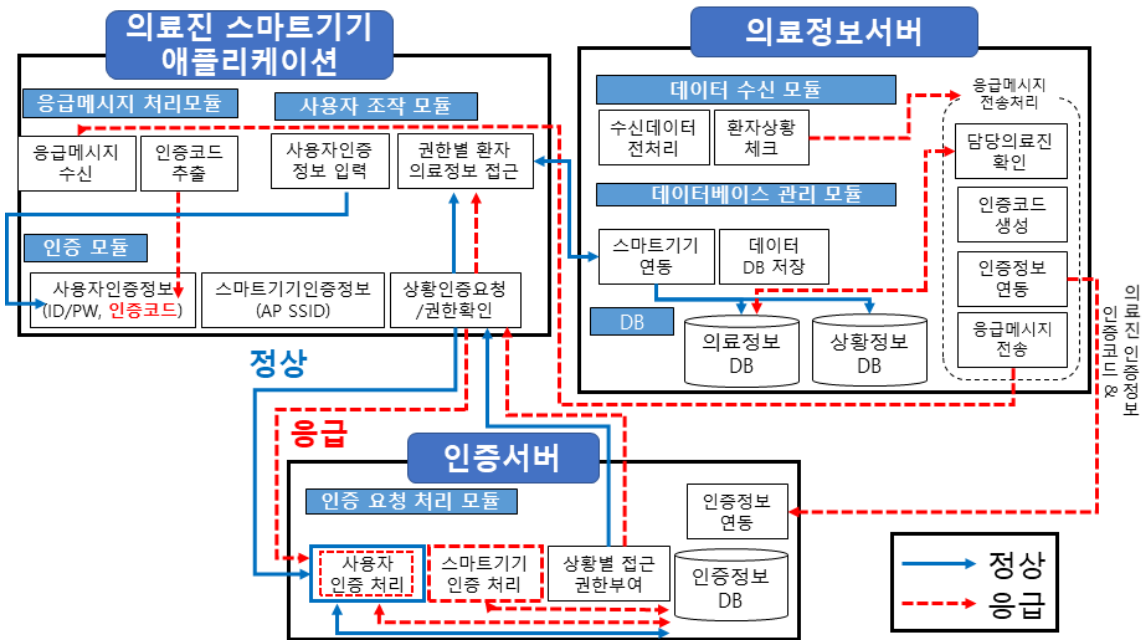 의료진 스마트기기
애플리케이션
응급메시지 처리모듈
사용자 조작 모듈
응급메시지
수신
인증코드
추출
사용자인증
정보 입력
권한별 환자
의료정보 접근
인증 모듈
사용자인증정보
(ID/PW, 인증코드)
스마트기기인증정보
(AP SSID)
상황인증요청
/권한확인
의료정보서버
데이터 수신 모듈
수신데이터
전처리
환자상황
체크
데이터베이스 관리 모듈
스마트기기
연동
데이터
DB 저장
DB
의료정보
DB
상황정보
DB
응급메시지
전송처리
담당의료진
확인
인증코드
생성
인증정보
연동
응급메시지
전송
의료진 인증정보
인증코드 &
정상
응급
인증서버
인증 요청 처리 모듈
사용자
인증 처리
스마트기기
인증 처리
상황별 접근
권한부여
인증정보
연동
인증정보
DB
정상
응급